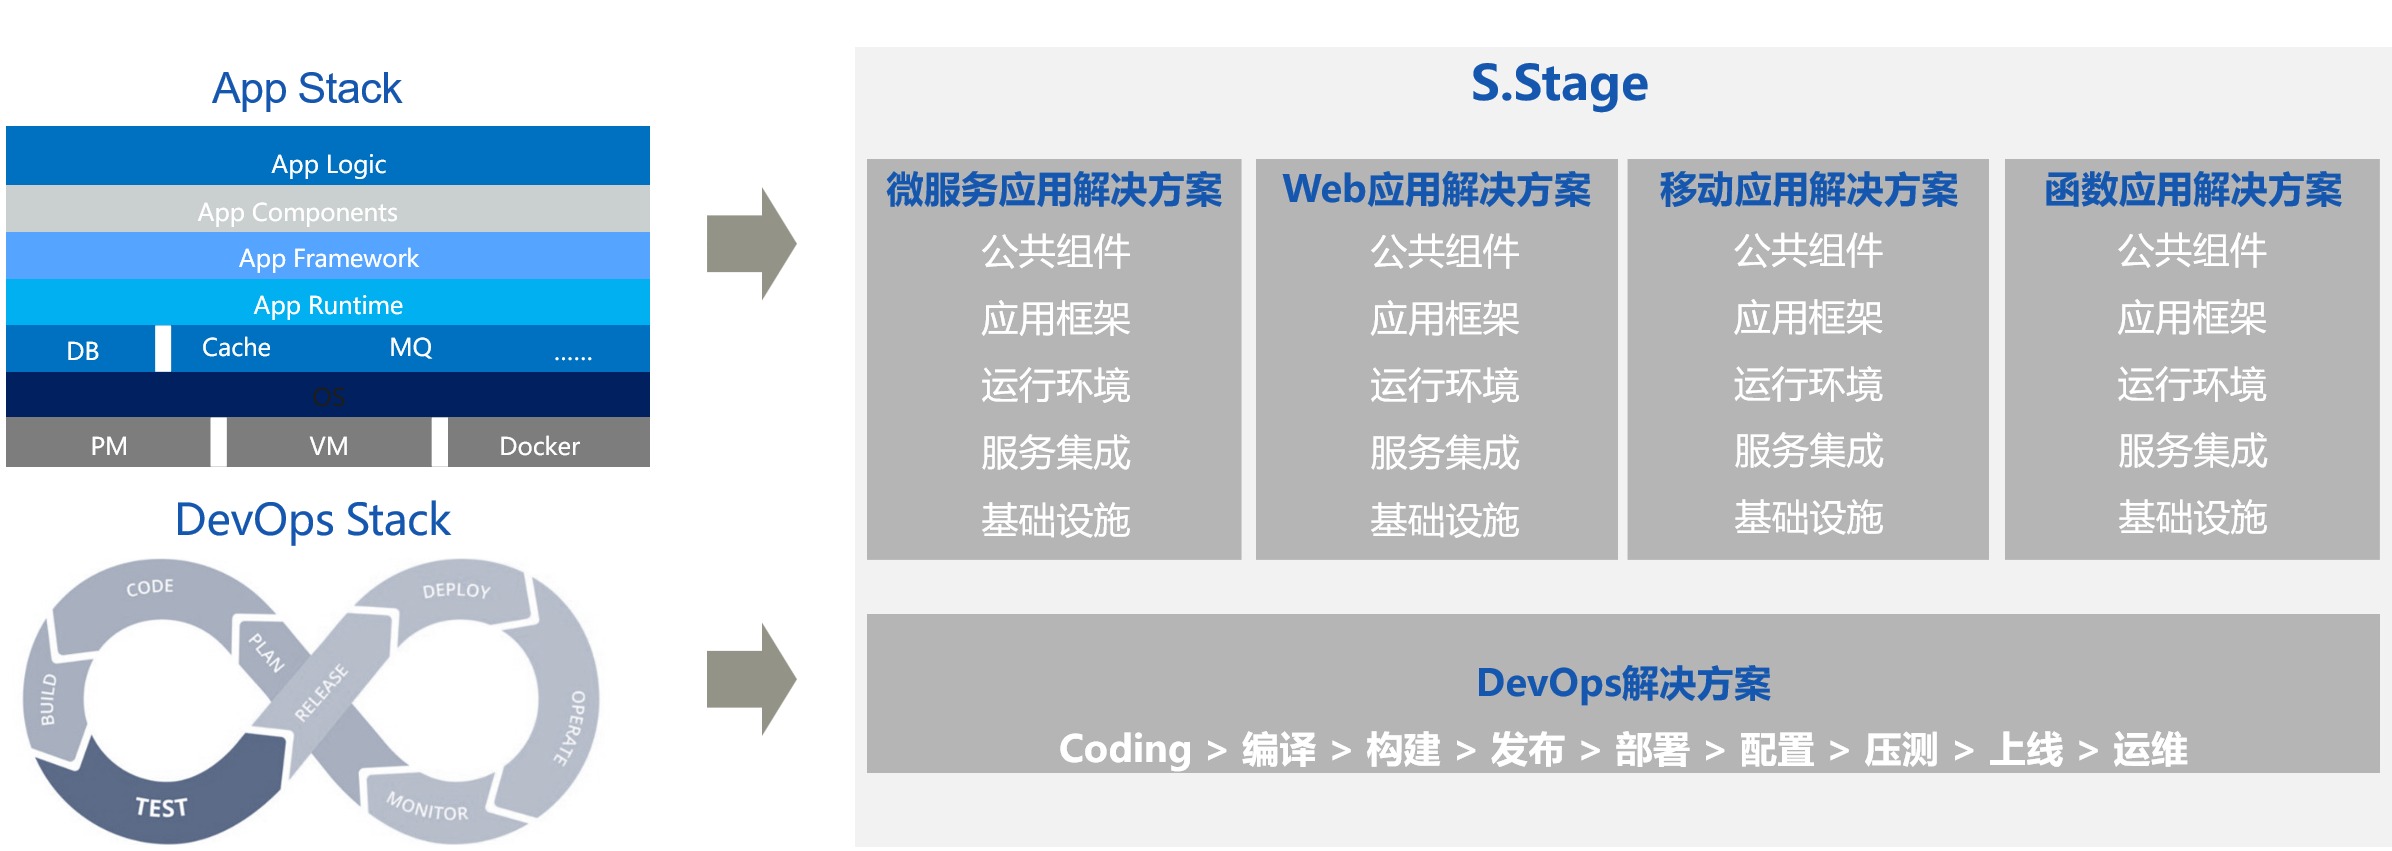 App Stack
App Logic
App Components
App Framework
App Runtime
DB
Cache
MQ
......
OS
PM
VM
Docker
DevOps Stack
CODE
PLAN
BUILD
TEST
RELEASE
DEPLOY
OPERATE
MONITOR
S.Stage
微服务应用解决方案
公共组件
应用框架
运行环境
服务集成
基础设施
Web应用解决方案
公共组件
应用框架
运行环境
服务集成
基础设施
移动应用解决方案
公共组件
应用框架
运行环境
服务集成
基础设施
函数应用解决方案
公共组件
应用框架
运行环境
服务集成
基础设施
DevOps解决方案
Coding > 编译 > 构建 > 发布 > 部署 > 配置 > 压测 > 上线 > 运维